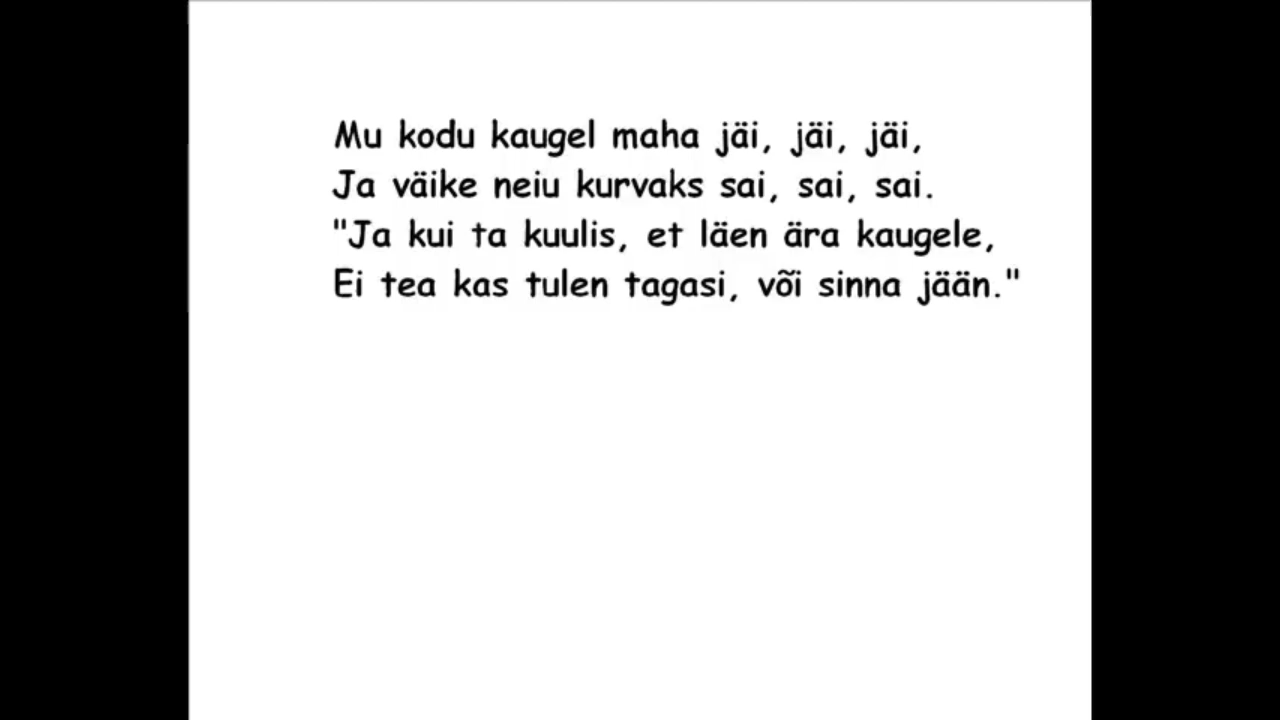 Mu kodu kaugel maha jäi, jäi, jäi,
Ja väike neiu kurvaks sai, sai, sai.
"Ja kui ta kuulis, et läen ära kaugele,
Ei tea kas tulen tagasi, või sinna jään."